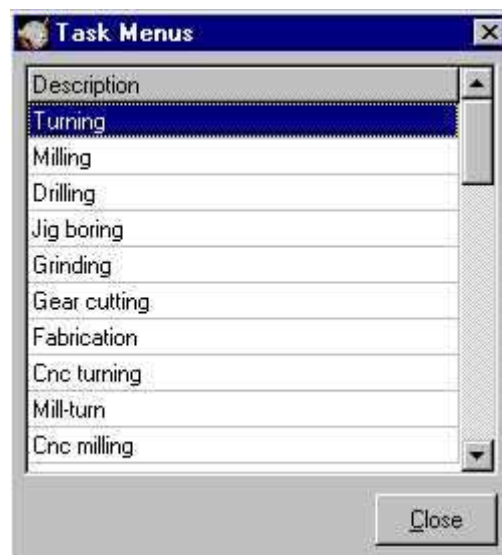 Task Menus
Description
Turning
Milling
Drilling
Jig boring
Grinding
Gear cutting
Fabrication
Cnc turning
Mill-turn
Cnc milling
Close